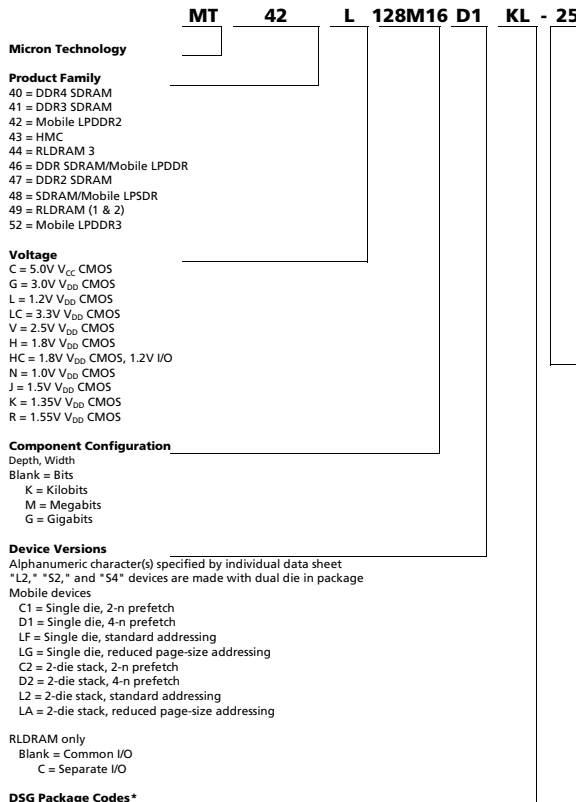 MT 42 L 128M16 D1 KL - 25
Micron Technology
Product Family
40 = DDR4 SDRAM
41 = DDR3 SDRAM
42 = Mobile LPDDR2
43 = HMC
44 = RLDRAM 3
46 = DDR SDRAM/Mobile LPDDR
47 = DDR2 SDRAM
48 = SDRAM/Mobile LPSDR
49 = RLDRAM (1 & 2)
52 = Mobile LPDDR3
Voltage
C = 5.0V VCC CMOS
G = 3.0V VDD CMOS
L = 1.2V VDD CMOS
LC = 3.3V VDD CMOS
V = 2.5V VDD CMOS
H = 1.8V VDD CMOS
HC = 1.8V VDD CMOS, 1.2V I/O
N = 1.0V VDD CMOS
J = 1.5V VDD CMOS
K = 1.35V VDD CMOS
R = 1.55V VDD CMOS
Component Configuration
Depth, Width
Blank = Bits
K = Kilobits
M = Megabits
G = Gigabits
Device Versions
Alphanumeric character(s) specified by individual data sheet
"L2," "S2," and "S4" devices are made with dual die in package
Mobile devices
C1 = Single die, 2-n prefetch
D1 = Single die, 4-n prefetch
LF = Single die, standard addressing
LG = Single die, reduced page-size addressing
C2 = 2-die stack, 2-n prefetch
D2 = 2-die stack, 4-n prefetch
L2 = 2-die stack, standard addressing
LA = 2-die stack, reduced page-size addressing
RLDRAM only
Blank = Common I/O
C = Separate I/O
DSG Package Codes*